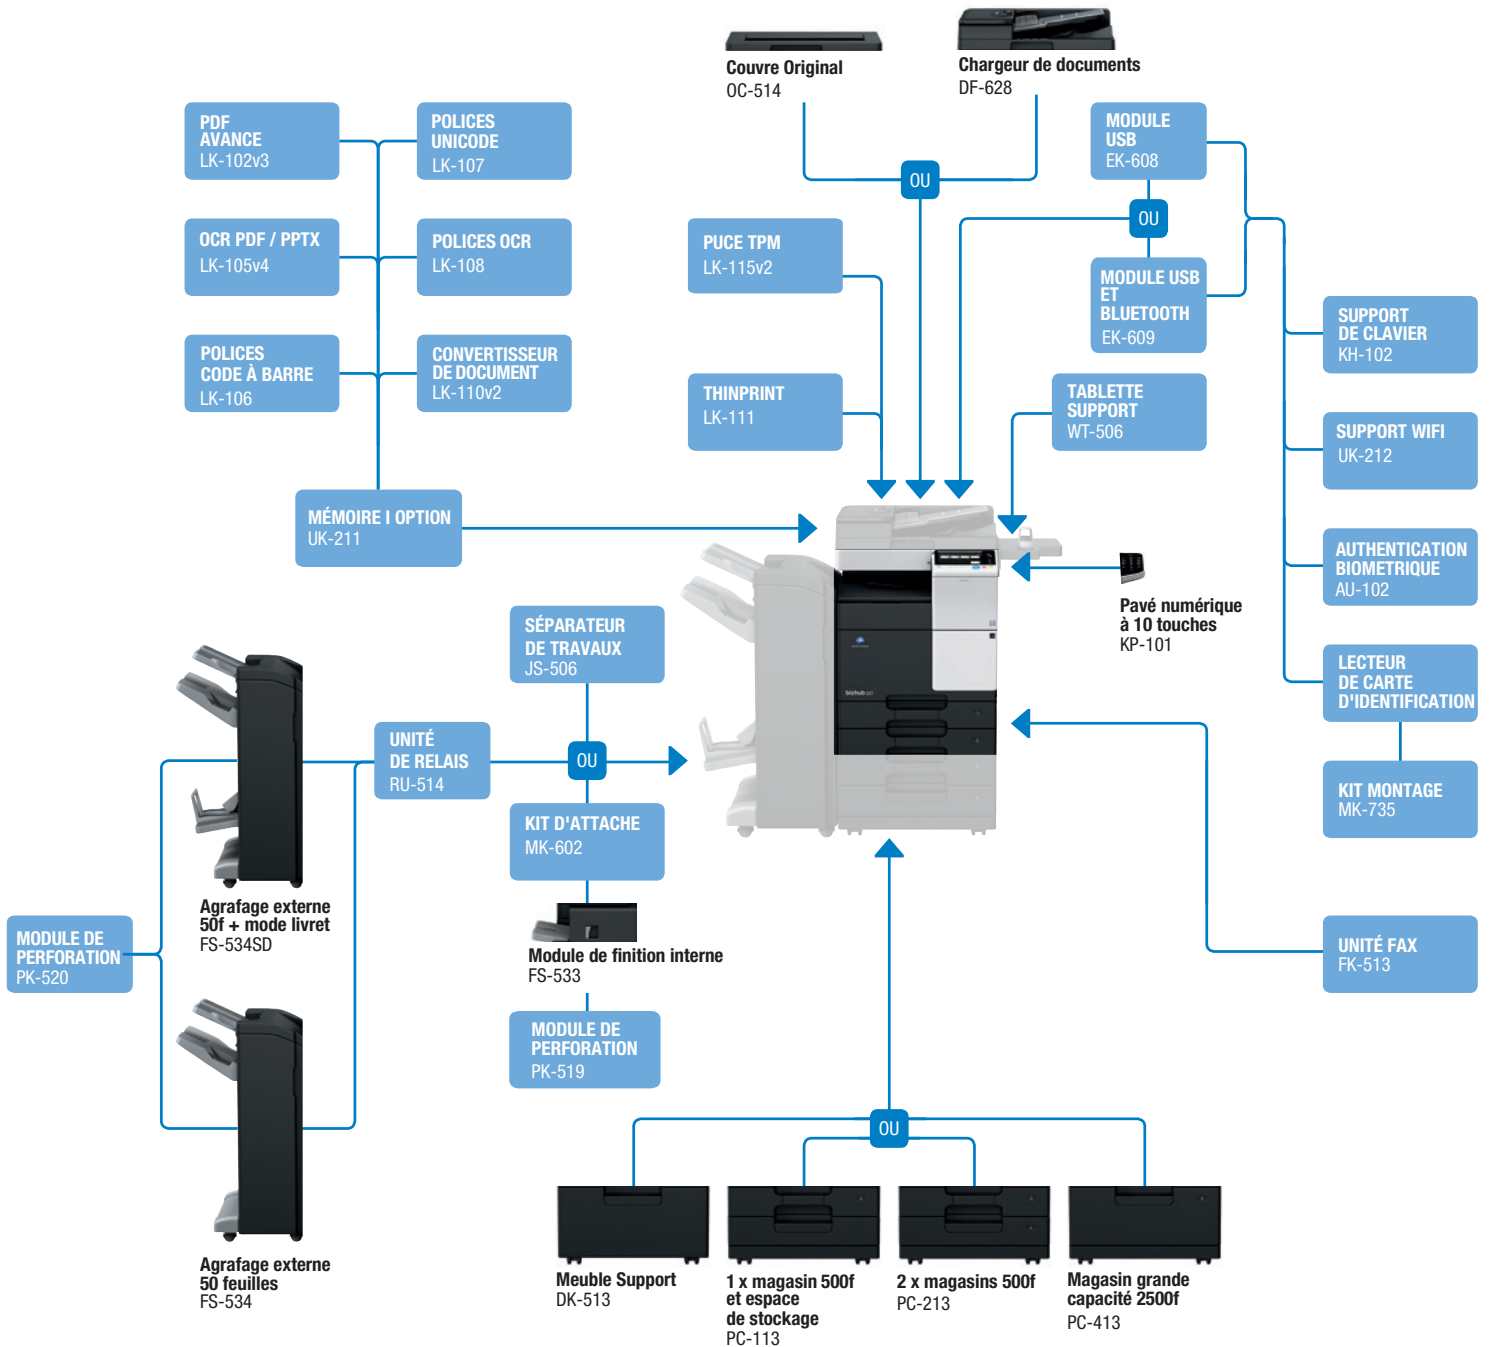 Couvre Original
OC-514
Chargeur de documents
DF-628
PDF
AVANCE
LK-102v3
POLICES
UNICODE
LK-107
MODULE
USB
EK-608
OU
OU
OCR PDF / PPTX
LK-105v4
POLICES OCR
LK-108
PUCE TPM
LK-115v2
MODULE USB
ET
BLUETOOTH
EK-609
SUPPORT
DE CLAVIER
KH-102
POLICES
CODE À BARRE
LK-106
CONVERTISSEUR
DE DOCUMENT
LK-110v2
THINPRINT
LK-111
TABLETTE
SUPPORT
WT-506
SUPPORT WIFI
UK-212
MÉMOIRE I OPTION
UK-211
AUTHENTICATION
BIOMETRIQUE
AU-102
Pavé numérique
à 10 touches
KP-101
SÉPARATEUR
DE TRAVAUX
JS-506
LECTEUR
DE CARTE
D'IDENTIFICATION
bizhub
UNITÉ
DE RELAIS
RU-514
OU
KIT MONTAGE
MK-735
KIT D'ATTACHE
MK-602
Agrafage externe
50f + mode livret
FS-534SD
MODULE DE
PERFORATION
PK-520
Module de finition interne
FS-533
UNITÉ FAX
FK-513
MODULE DE
PERFORATION
PK-519
OU
Agrafage externe
50 feuilles
FS-534
Meuble Support
DK-513
1 x magasin 500f
et espace
de stockage
PC-113
2 x magasins 500f
PC-213
Magasin grande
capacité 2500f
PC-413